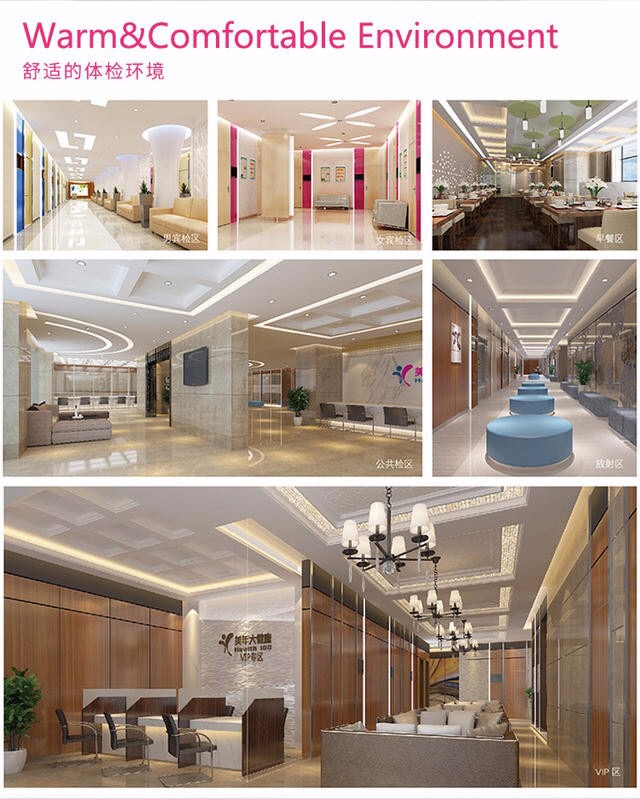 Warm&Comfortable Environment
舒适的体检环境
男宾检区
女宾检区
早餐区
美
Hea
公共检区
放射区
美年大健康
Health 100
VIP专区
VIP 区